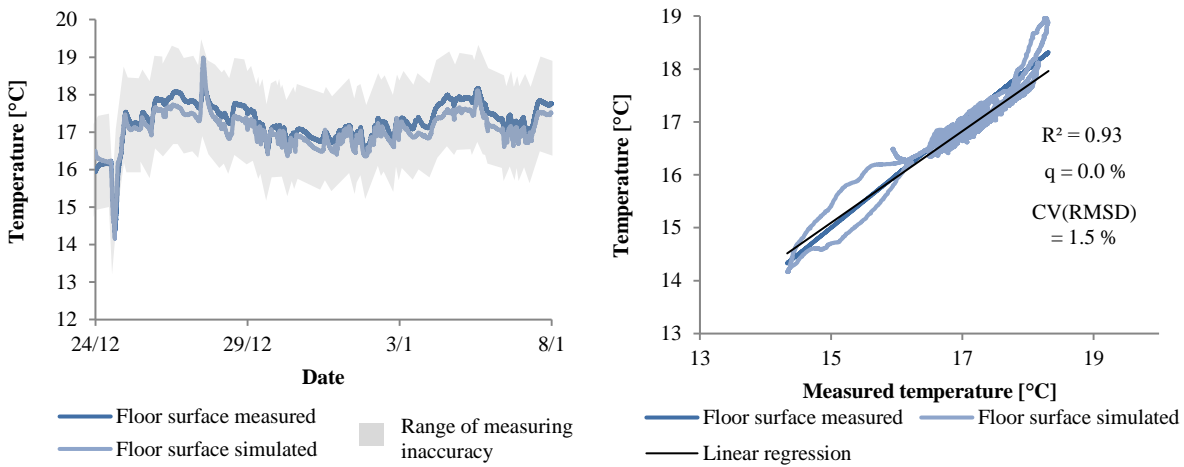 Temperature [°C]
20
19
18
17
16
15
14
13
12
24/12
29/12
3/1
8/1
Date
Floor surface measured
Floor surface simulated
Range of measuring
inaccuracy
Temperature [°C]
19
18
17
16
15
14
13
13
15
17
19
R² = 0.93
q = 0.0 %
CV(RMSD)
= 1.5 %
Measured temperature [°C]
Floor surface measured
Floor surface simulated
Linear regression